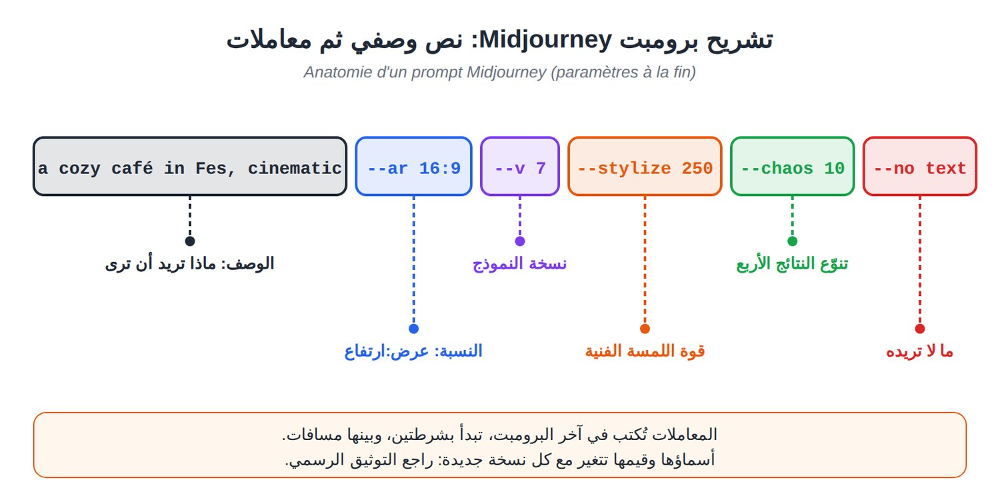 تشريح برومبت Midjourney: نص وصفي ثم معاملات
Anatomie d'un prompt Midjourney (paramètres à la fin)
a cozy café in Fes, cinematic --ar 16:9 --v 7 --stylize 250 --chaos 10 --no text
الوصف: ماذا تريد أن ترى
نسخة النموذج
تنوّع النتائج الأربع
النسبة: عرض:ارتفاع
قوة اللمسة الفنية
ما لا تريده
المعاملات تُكتب في آخر البرومبت، تبدأ بشرطتين، وبينها مسافات.
أسماؤها وقيمها تتغير مع كل نسخة جديدة: راجع التوثيق الرسمي.